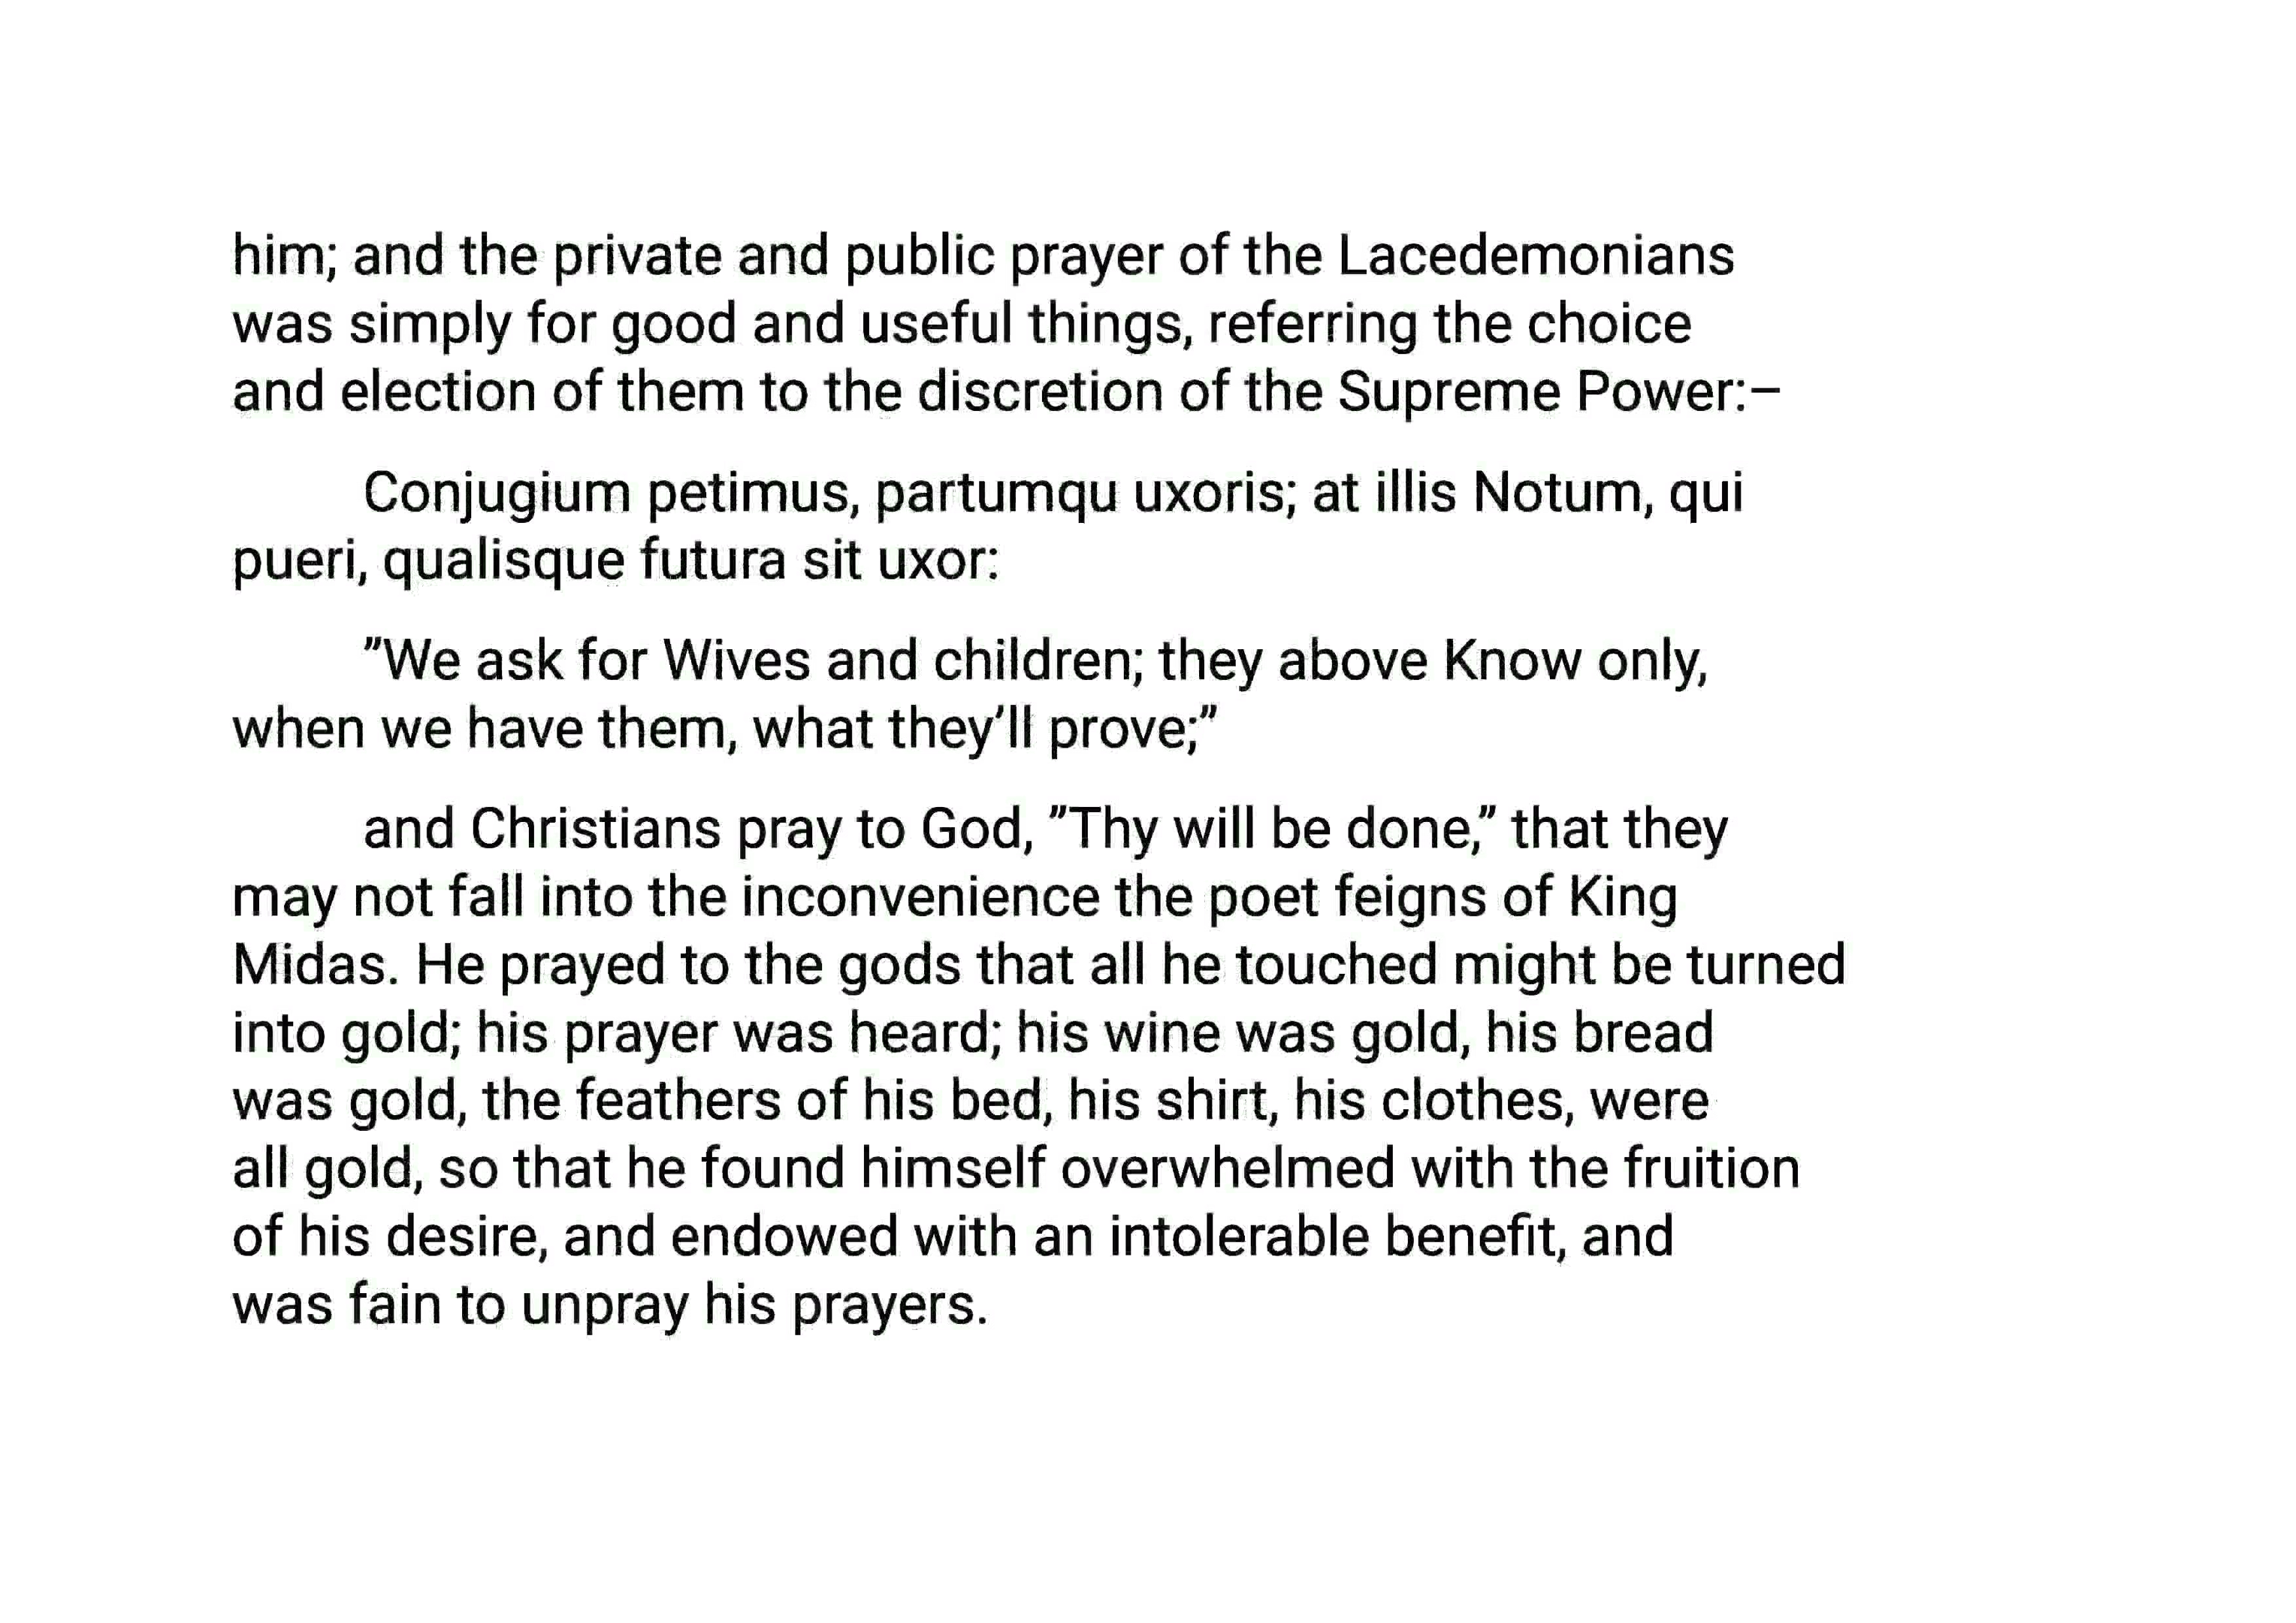 him; and the private and public prayer of the Lacedemonians
was simply for good and useful things, referring the choice
and election of them to the discretion of the Supreme Power:–
Conjugium petimus, partumqu uxoris; at illis Notum, qui
pueri, qualisque futura sit uxor:
”We ask for Wives and children; they above Know only,
when we have them, what they’ll prove;”
and Christians pray to God, ”Thy will be done,” that they
may not fall into the inconvenience the poet feigns of King
Midas. He prayed to the gods that all he touched might be turned
into gold; his prayer was heard; his wine was gold, his bread
was gold, the feathers of his bed, his shirt, his clothes, were
all gold, so that he found himself overwhelmed with the fruition
of his desire, and endowed with an intolerable benefit, and
was fain to unpray his prayers.